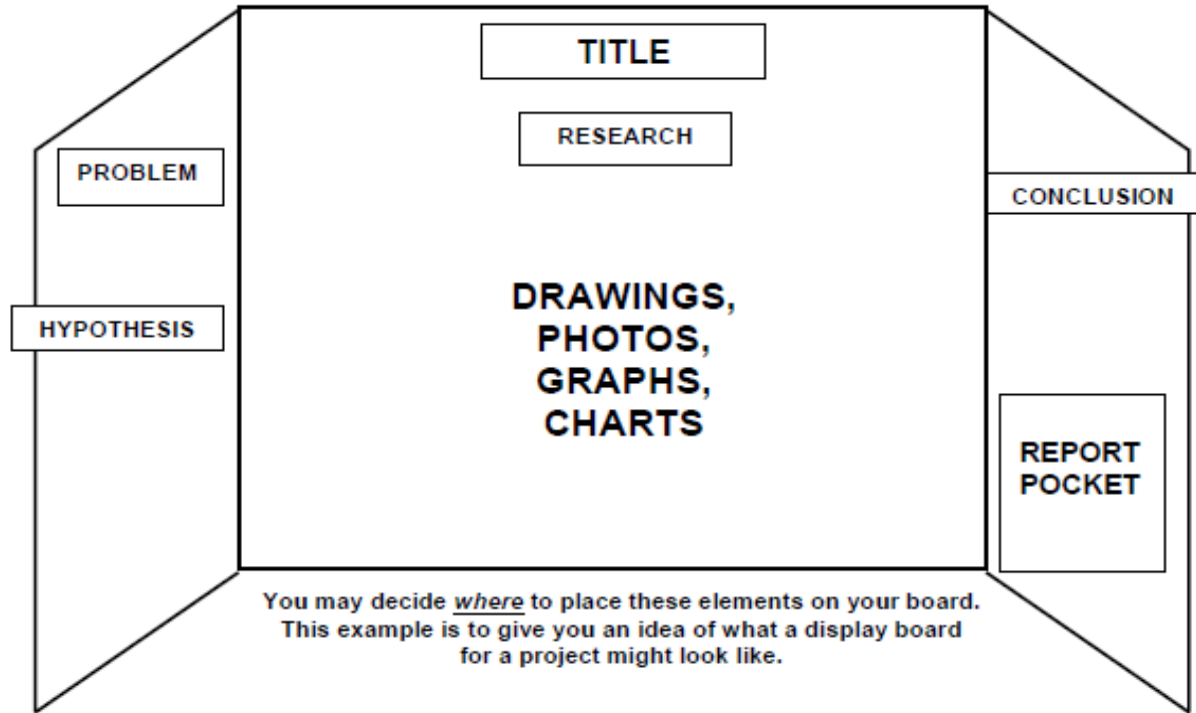 TITLE
RESEARCH
PROBLEM
HYPOTHESIS
DRAWINGS,
PHOTOS,
GRAPHS,
CHARTS
CONCLUSION
REPORT
POCKET
You may decide where to place these elements on your board.
This example is to give you an idea of what a display board
for a project might look like.